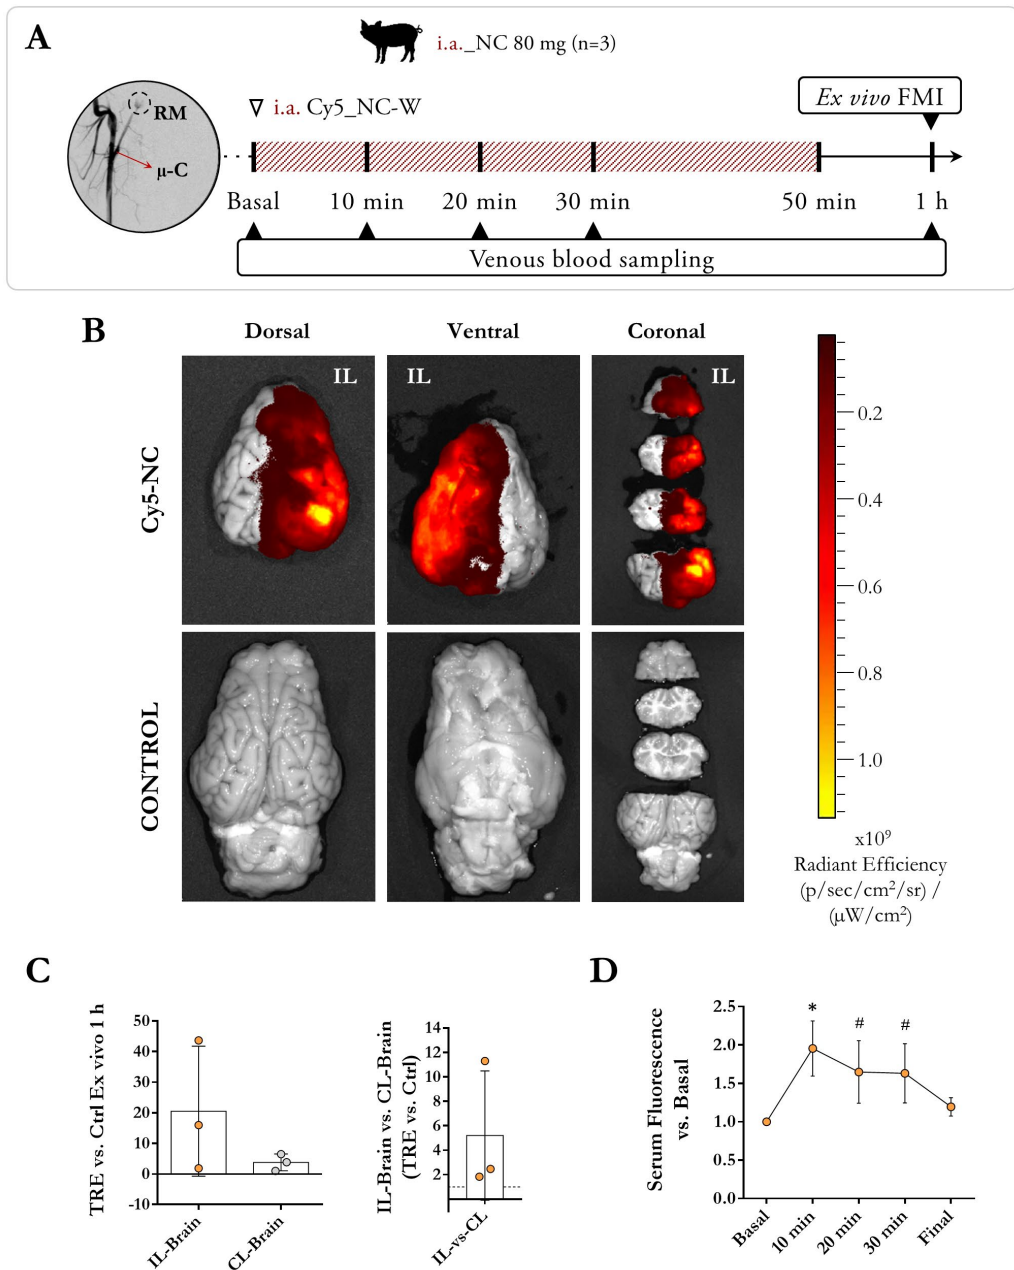 A
i.a._NC 80 mg (n=3)
RM
μ-C
i.a. Cy5_NC-W
Ex vivo FMI
Basal
10 min
20 min
30 min
50 min
1 h
Venous blood sampling
B
Dorsal
Ventral
Coronal
Cy5-NC
IL
IL
IL
CONTROL
0.2
0.4
0.6
0.8
1.0
x10⁹
Radiant Efficiency
(p/sec/cm²/sr) /
(μW/cm²)
C
TRE vs. Ctrl Ex vivo 1 h
50
40
30
20
10
0
-10
IL-Brain
CL-Brain
IL-Brain vs. CL-Brain
(TRE vs. Ctrl)
14
12
10
8
6
4
2
IL-vs-CL
D
Serum Fluorescence
vs. Basal
2.5
2.0
1.5
1.0
0.5
0.0
*
#
#
Basal
10 min
20 min
30 min
Final